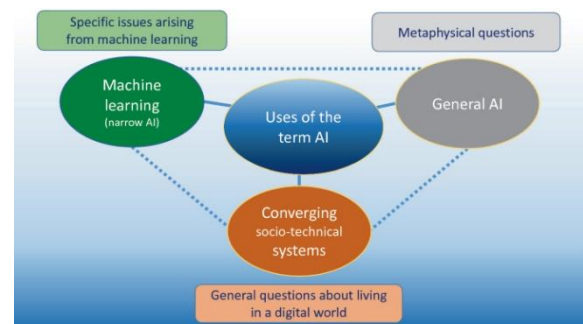 Specific issues arising
from machine learning
Metaphysical questions
Machine
learning
(narrow AI)
Uses of the
term AI
General AI
Converging
socio-technical
systems
General questions about living
in a digital world